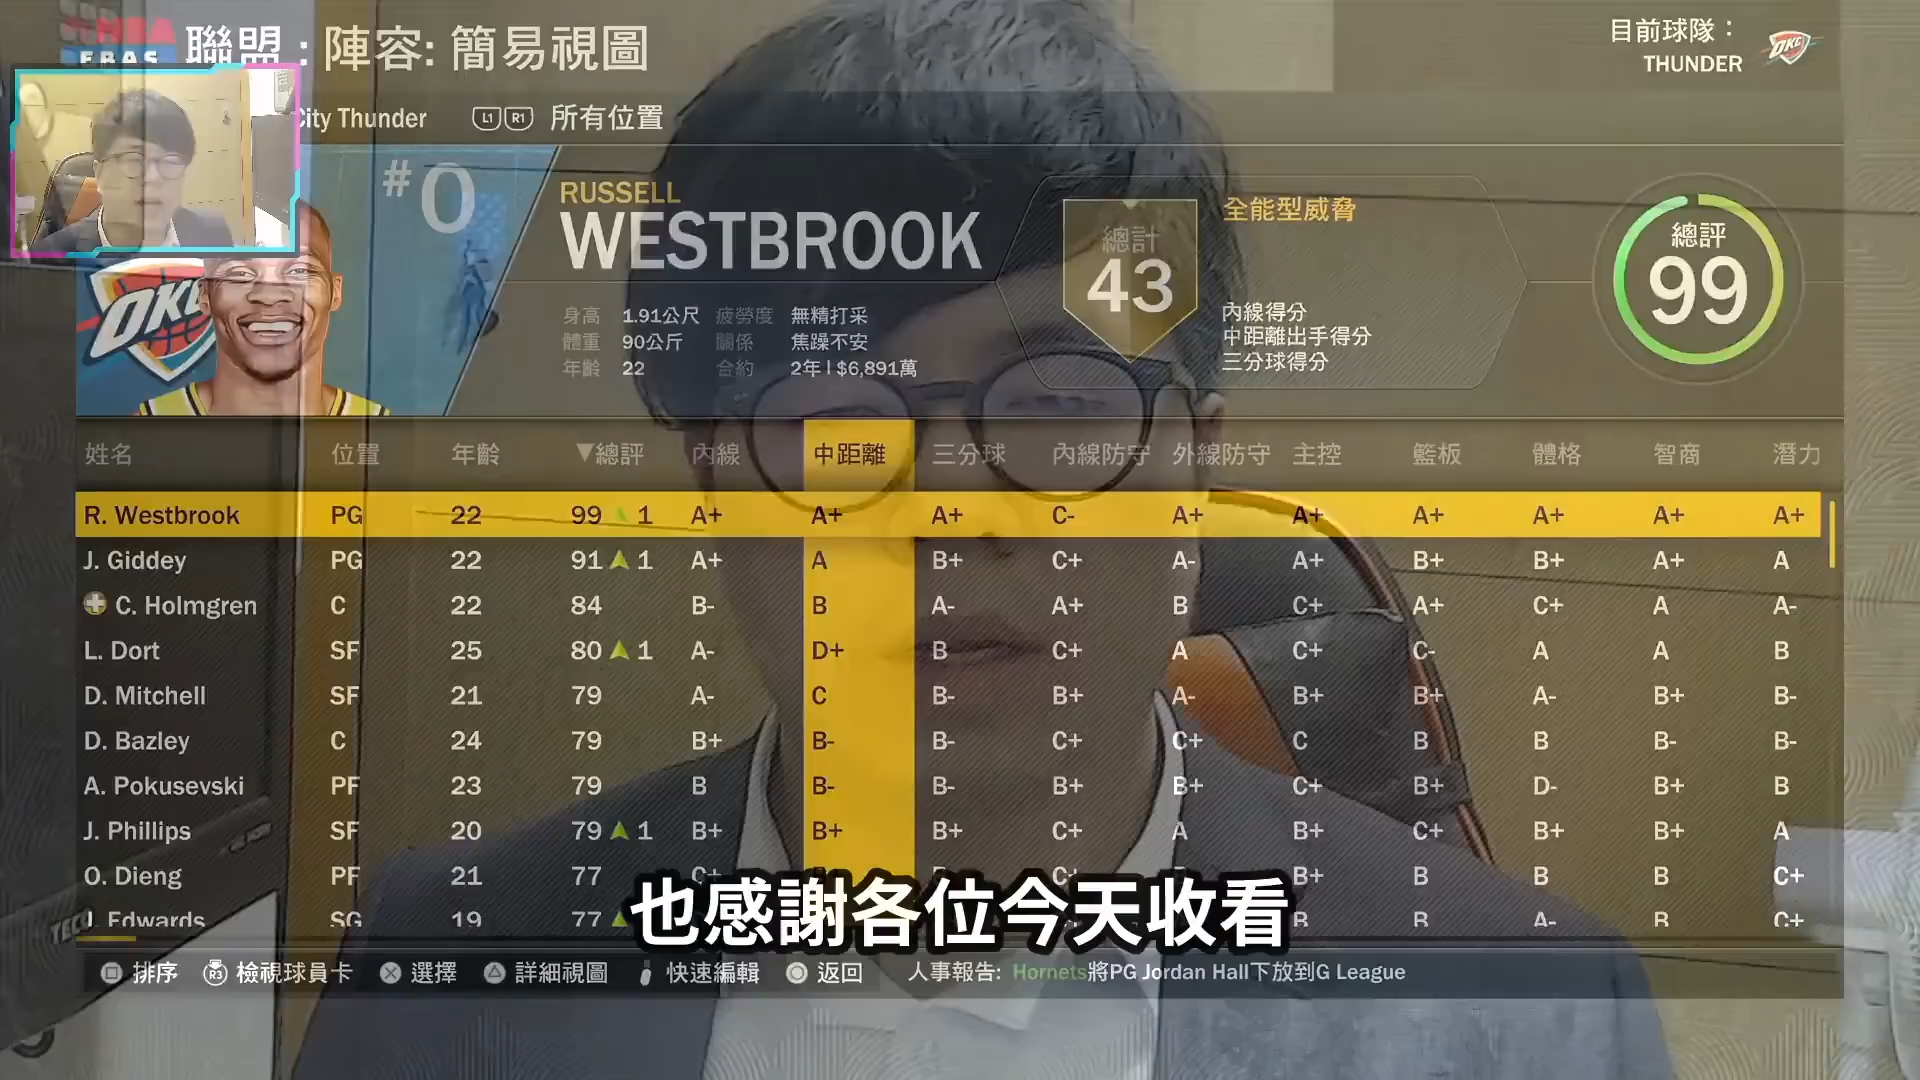 NBA
ERAS
聯盟 : 陣容: 簡易視圖
目前球隊：
THUNDER
OKC
City Thunder L1 R1 所有位置
#0
RUSSELL
WESTBROOK
身高 1.91公尺 疲勞度 無精打采
體重 90公斤 關係 焦躁不安
年齡 22 合約 2年 | $6,891萬
總計
43
全能型威脅
內線得分
中距離出手得分
三分球得分
總評
99
OKC
姓名 位置 年齡 ▼總評 內線 中距離 三分球 內線防守 外線防守 主控 籃板 體格 智商 潛力
R. Westbrook PG 22 99 ▲ 1 A+ A+ A+ C- A+ A+ A+ A+ A+ A+
J. Giddey PG 22 91 ▲ 1 A+ A B+ C+ A- A+ B+ B+ A+ A
C. Holmgren C 22 84 B- B A- A+ B C+ A+ C+ A A-
L. Dort SF 25 80 ▲ 1 A- D+ B C+ A C+ C- A A B
D. Mitchell SF 21 79 A- C B- B+ A- B+ B+ A- B+ B-
D. Bazley C 24 79 B+ B- B- C+ C+ C B B B- B-
A. Pokusevski PF 23 79 B B- B- B+ B+ C+ B+ D- B+ B
J. Phillips SF 20 79 ▲ 1 B+ B+ B+ C+ A B+ C+ B+ B+ A
O. Dieng PF 21 77 C+ B+ B B B C+
J. Edwards SG 19 77 ▲ B B A- B C+
也感謝各位今天收看
排序 R3 檢視球員卡 選擇 詳細視圖 快速編輯 返回 人事報告: Hornets將PG Jordan Hall下放到G League